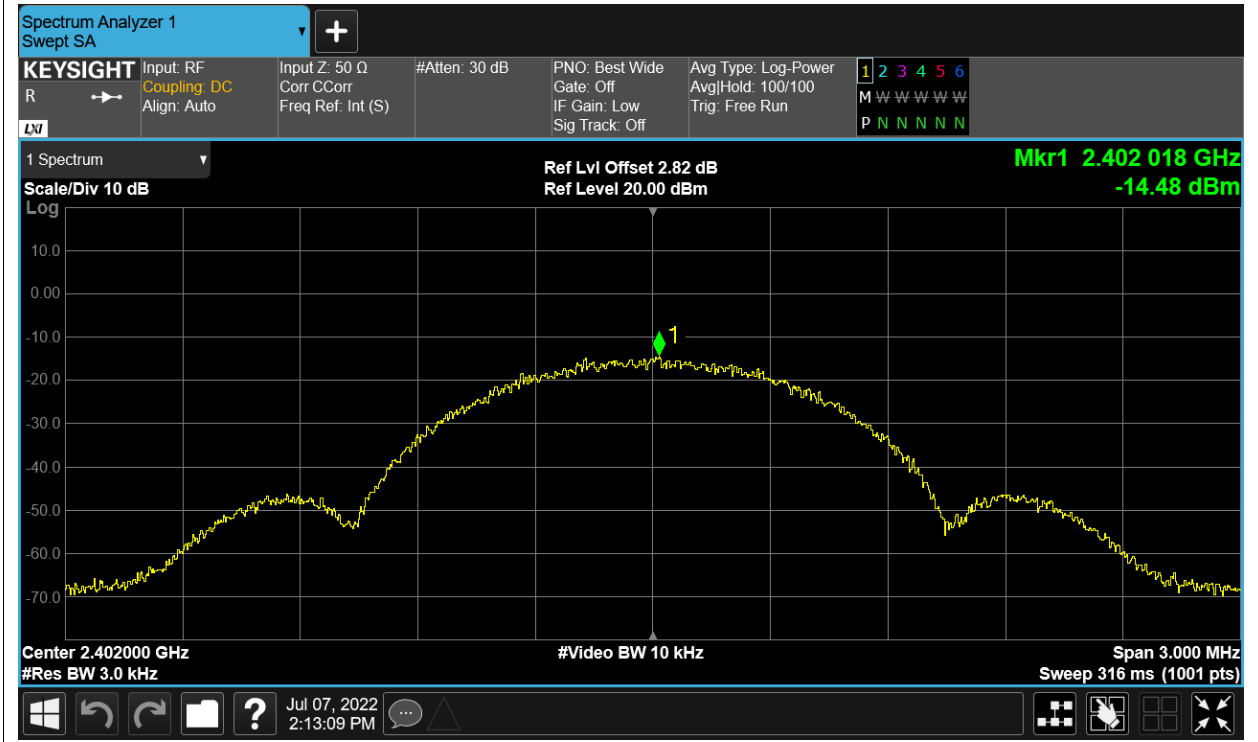 Spectrum Analyzer 1
Swept SA
KEYSIGHT
R
LXI
Input: RF
Coupling: DC
Align: Auto
Input Z: 50 Ω
Corr CCorr
Freq Ref: Int (S)
#Atten: 30 dB
PNO: Best Wide
Gate: Off
IF Gain: Low
Sig Track: Off
Avg Type: Log-Power
Avg|Hold: 100/100
Trig: Free Run
1 2 3 4 5 6
M W W W W W
P N N N N N
1 Spectrum
Scale/Div 10 dB
Log
Ref Lvl Offset 2.82 dB
Ref Level 20.00 dBm
Mkr1 2.402 018 GHz
-14.48 dBm
10.0
0.00
-10.0
-20.0
-30.0
-40.0
-50.0
-60.0
-70.0
1
Center 2.402000 GHz
#Res BW 3.0 kHz
#Video BW 10 kHz
Span 3.000 MHz
Sweep 316 ms (1001 pts)
?
Jul 07, 2022
2:13:09 PM